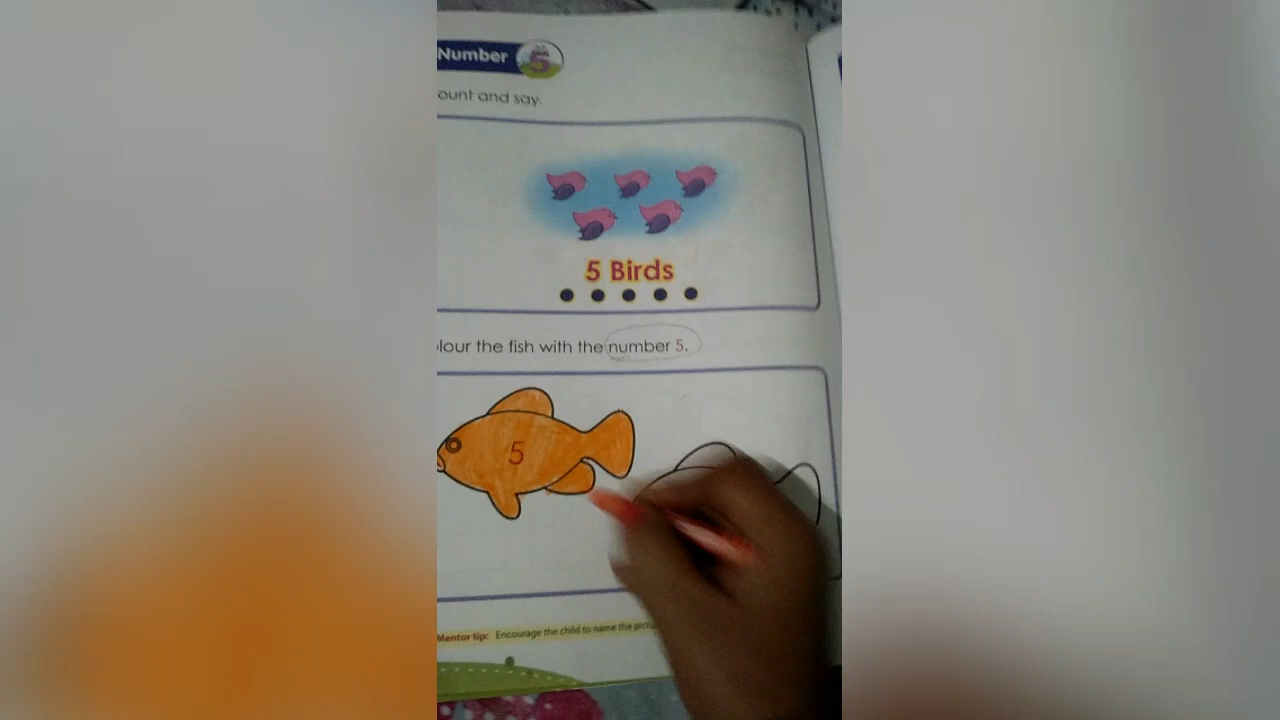 Number 5
ount and say.
5 Birds
lour the fish with the number 5.
5
Mentor tip: Encourage the child to name the